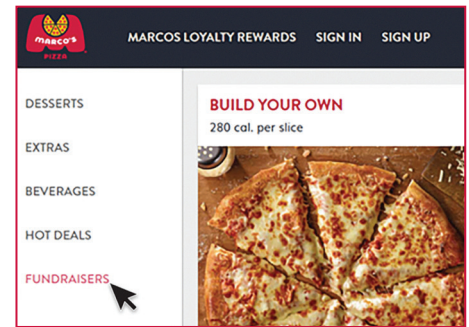 MARCO'S
PIZZA
MARCOS LOYALTY REWARDS SIGN IN SIGN UP
DESSERTS
EXTRAS
BEVERAGES
HOT DEALS
FUNDRAISERS
BUILD YOUR OWN
280 cal. per slice